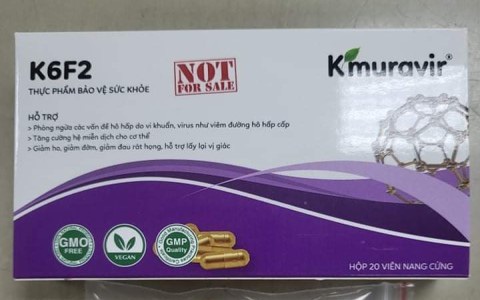 K6F2
THỰC PHẨM BẢO VỆ SỨC KHỎE
NOT
FOR SALE
K'muravir®
HỖ TRỢ
› Phòng ngừa các vấn đề hô hấp do vi khuẩn, virus như viêm đường hô hấp cấp
› Tăng cường hệ miễn dịch cho cơ thể
› Giảm ho, giảm đờm, giảm đau rát họng, hỗ trợ lấy lại vị giác
GMO
FREE
VEGAN
GMP
Quality
HỘP 20 VIÊN NANG CỨNG